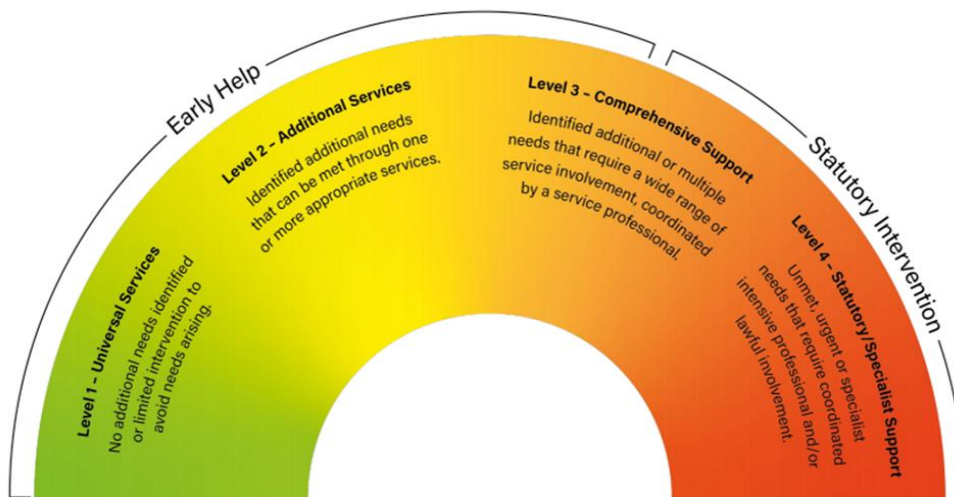 Early Help
Statutory Intervention
Level 1 – Universal Services
No additional needs identified
or limited intervention to
avoid needs arising.
Level 2 – Additional Services
Identified additional needs
that can be met through one
or more appropriate services.
Level 3 – Comprehensive Support
Identified additional or multiple
needs that require a wide range of
service involvement, coordinated
by a service professional.
Level 4 – Statutory/Specialist Support
Unmet, urgent or specialist
needs that require coordinated
intensive professional and/or
lawful involvement.